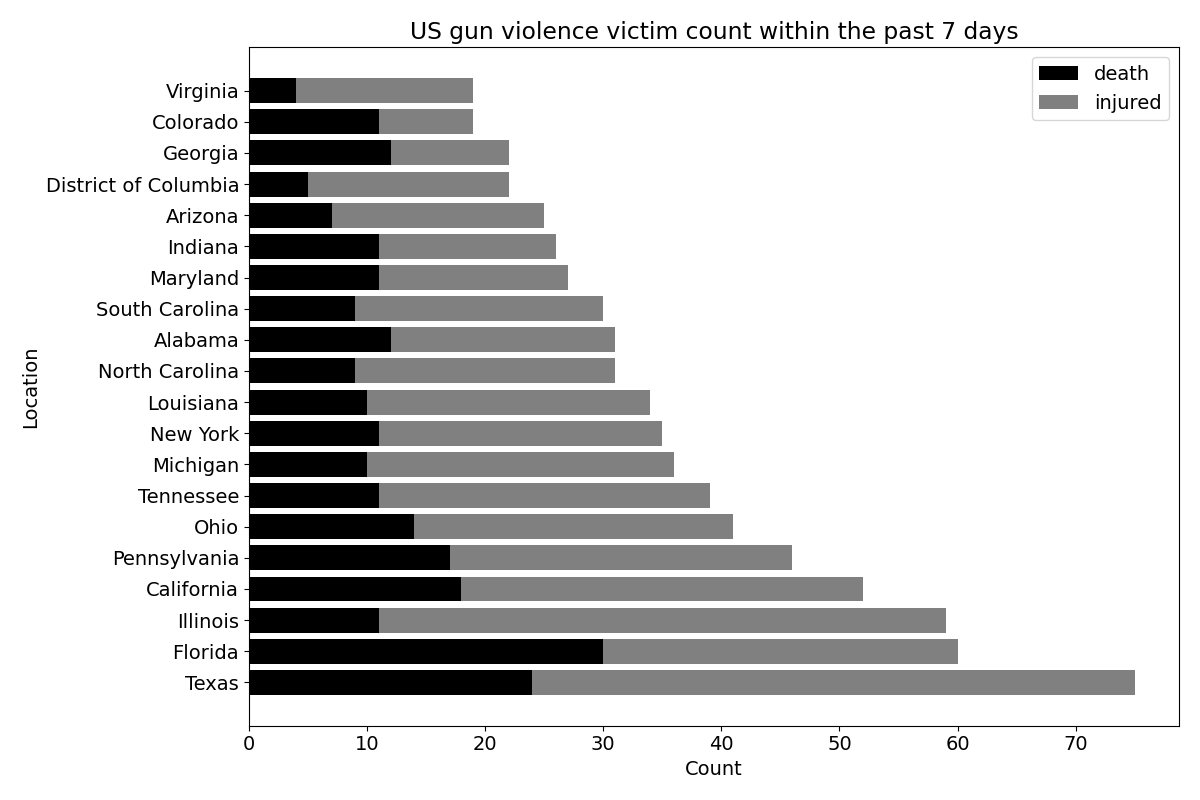 US gun violence victim count within the past 7 days
death
injured
Virginia
Colorado
Georgia
District of Columbia
Arizona
Indiana
Maryland
South Carolina
Alabama
North Carolina
Louisiana
New York
Michigan
Tennessee
Ohio
Pennsylvania
California
Illinois
Florida
Texas
Location
0 10 20 30 40 50 60 70
Count